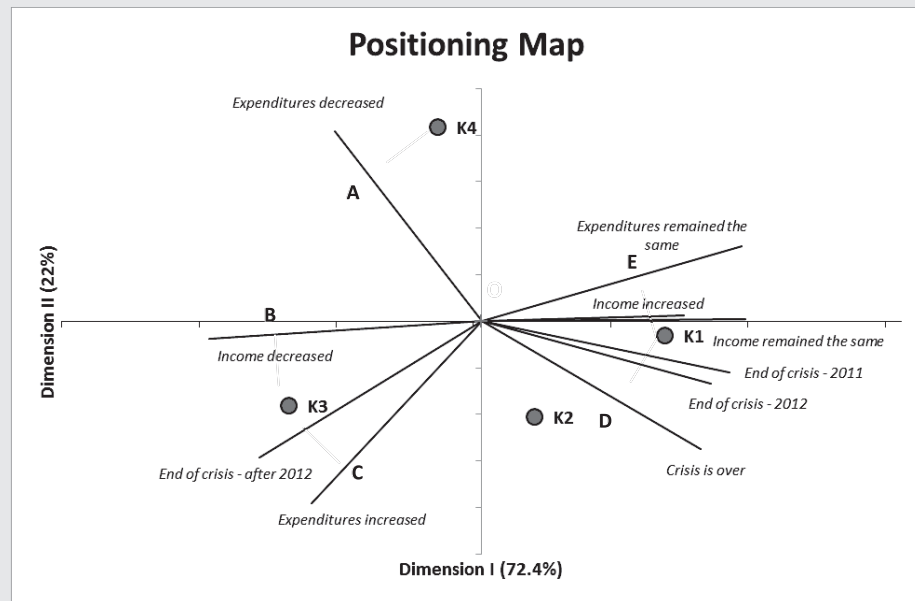 Positioning Map
Expenditures decreased
K4
A
Expenditures remained the
same
E
O
Income increased
B
K1
Income remained the same
Income decreased
End of crisis - 2011
End of crisis - 2012
K3
K2
D
Crisis is over
End of crisis - after 2012
C
Expenditures increased
Dimension II (22%)
Dimension I (72.4%)